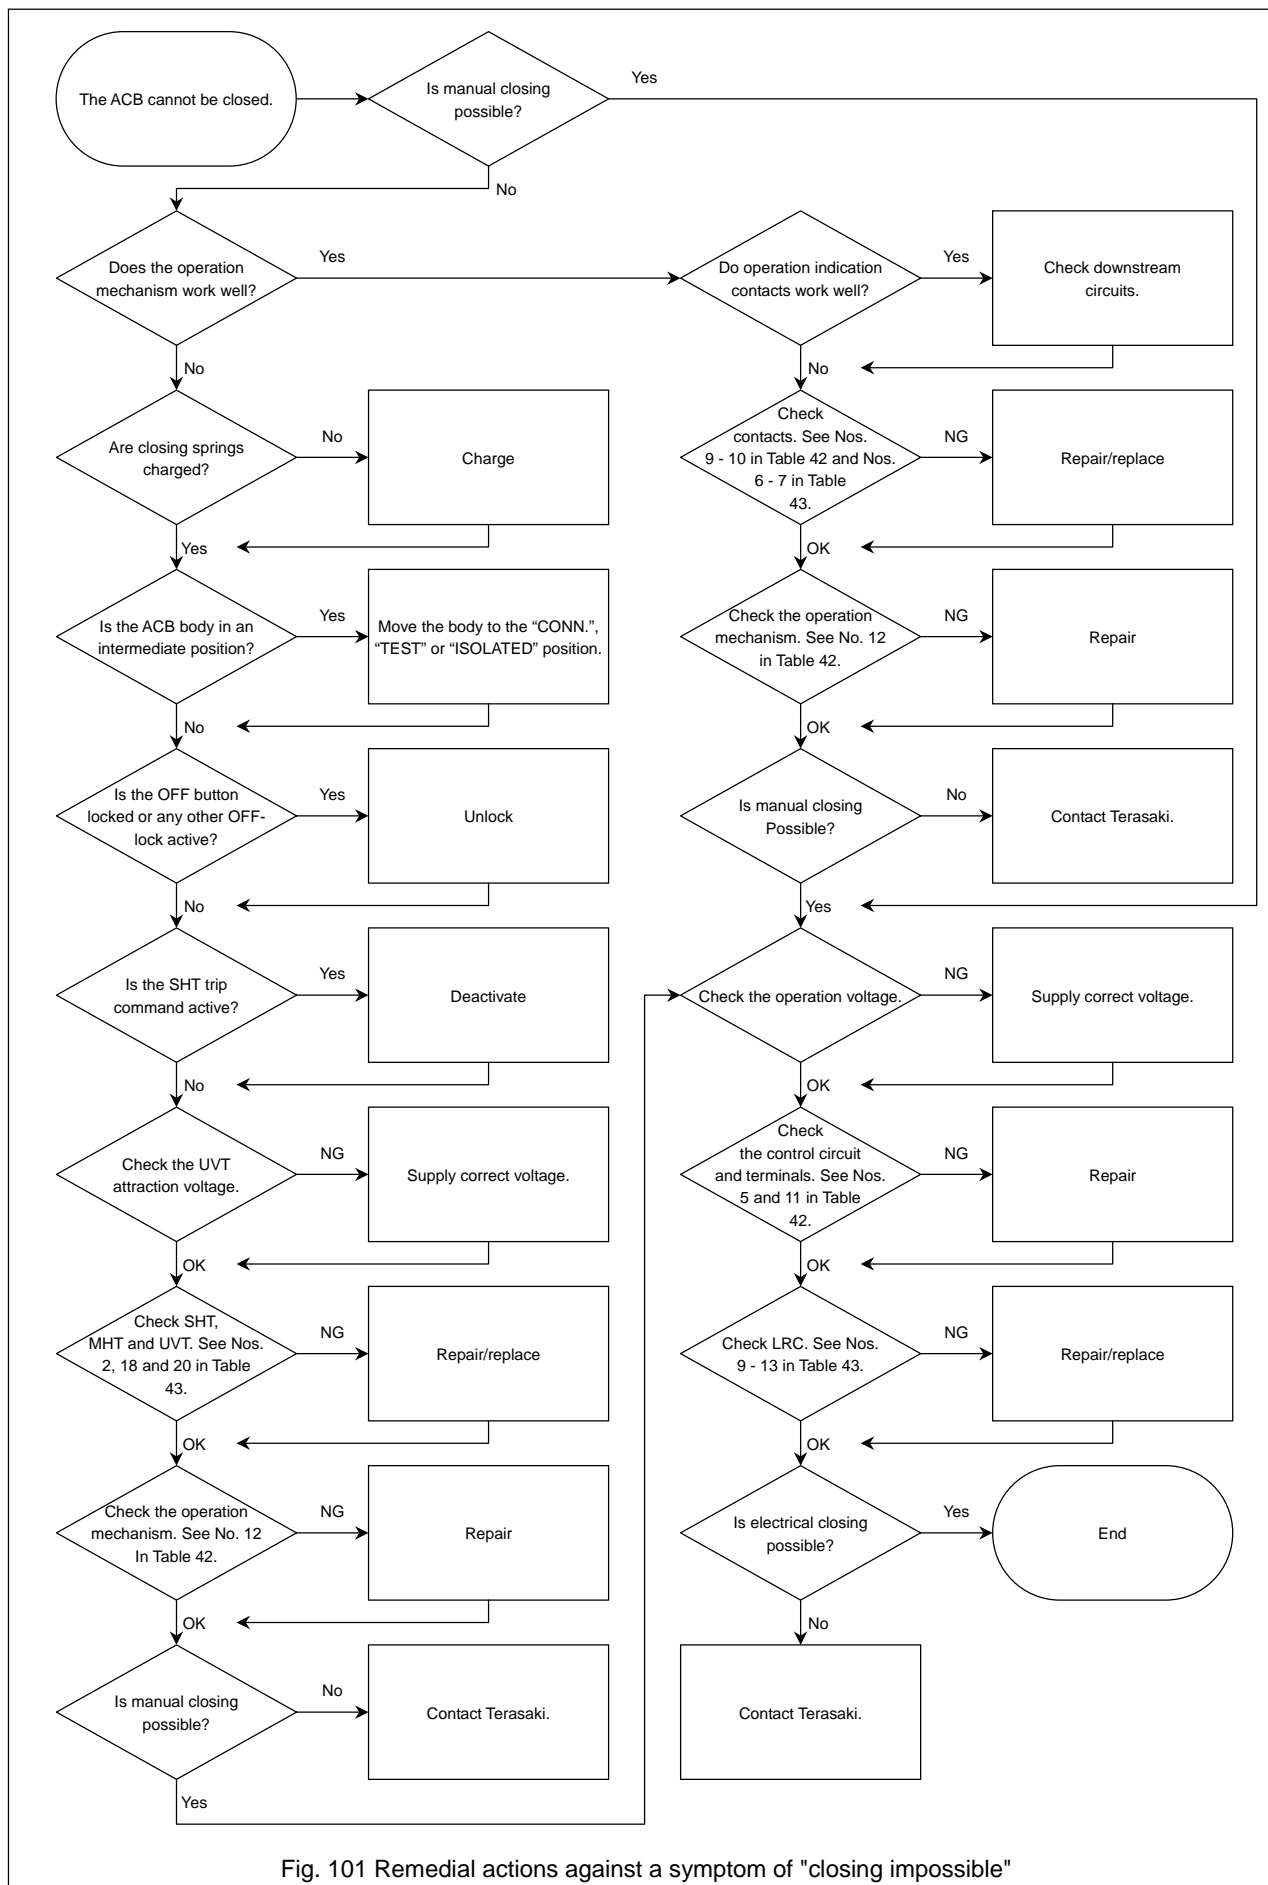 The ACB cannot be closed.
Is manual closing
possible?
Yes
No
Does the operation
mechanism work well?
Yes
Do operation indication
contacts work well?
Yes
Check downstream
circuits.
No
No
Are closing springs
charged?
No
Charge
Check
contacts. See Nos.
9 - 10 in Table 42 and Nos.
6 - 7 in Table
43.
NG
Repair/replace
Yes
OK
Is the ACB body in an
intermediate position?
Yes
Move the body to the “CONN.”,
“TEST” or “ISOLATED” position.
Check the operation
mechanism. See No. 12
in Table 42.
NG
Repair
No
OK
Is the OFF button
locked or any other OFF-
lock active?
Yes
Unlock
Is manual closing
Possible?
No
Contact Terasaki.
No
Yes
Is the SHT trip
command active?
Yes
Deactivate
Check the operation voltage.
NG
Supply correct voltage.
No
OK
Check the UVT
attraction voltage.
NG
Supply correct voltage.
Check
the control circuit
and terminals. See Nos.
5 and 11 in Table
42.
NG
Repair
OK
OK
Check SHT,
MHT and UVT. See Nos.
2, 18 and 20 in Table
43.
NG
Repair/replace
Check LRC. See Nos.
9 - 13 in Table 43.
NG
Repair/replace
OK
OK
Check the operation
mechanism. See No. 12
In Table 42.
NG
Repair
Is electrical closing
possible?
Yes
End
OK
No
Is manual closing
possible?
No
Contact Terasaki.
Contact Terasaki.
Yes
Fig. 101 Remedial actions against a symptom of "closing impossible"